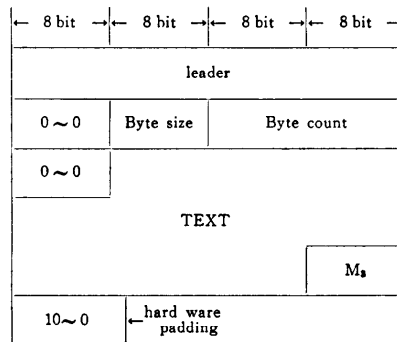 8 bit 8 bit 8 bit 8 bit
leader
0~0 Byte size Byte count
0~0
TEXT
M₃
10~0 ←hard ware
padding